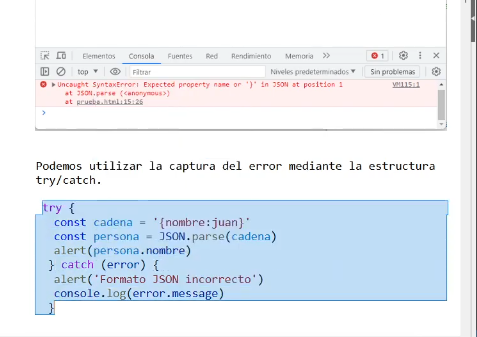 Elementos Consola Fuentes Red Rendimiento Memoria » 1
top ▾ Filtrar Niveles predeterminados ▾ Sin problemas
Uncaught SyntaxError: Expected property name or '}' in JSON at position 1 VM115:1
at JSON.parse (<anonymous>)
at prueba.html:15:26
>
Podemos utilizar la captura del error mediante la estructura
try/catch.
try {
const cadena = '{nombre:juan}'
const persona = JSON.parse(cadena)
alert(persona.nombre)
} catch (error) {
alert('Formato JSON incorrecto')
console.log(error.message)
}